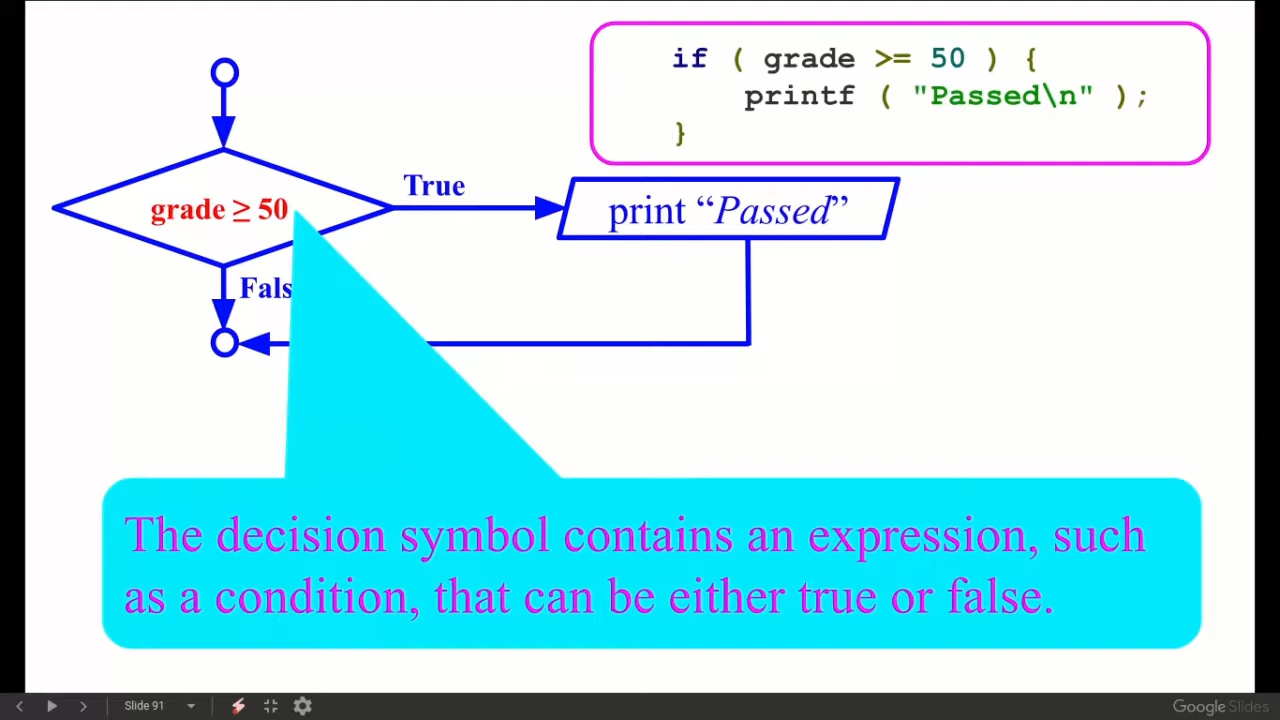 if ( grade >= 50 ) {
printf ( "Passed\n" );
}
True
grade ≥ 50
print “Passed”
Fals
The decision symbol contains an expression, such
as a condition, that can be either true or false.
Slide 91
Google Slides